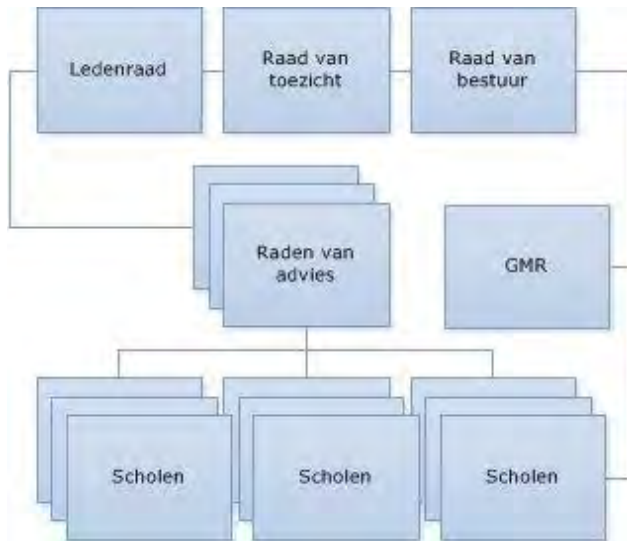 Ledenraad
Raad van
toezicht
Raad van
bestuur
Raden van
advies
GMR
Scholen
Scholen
Scholen